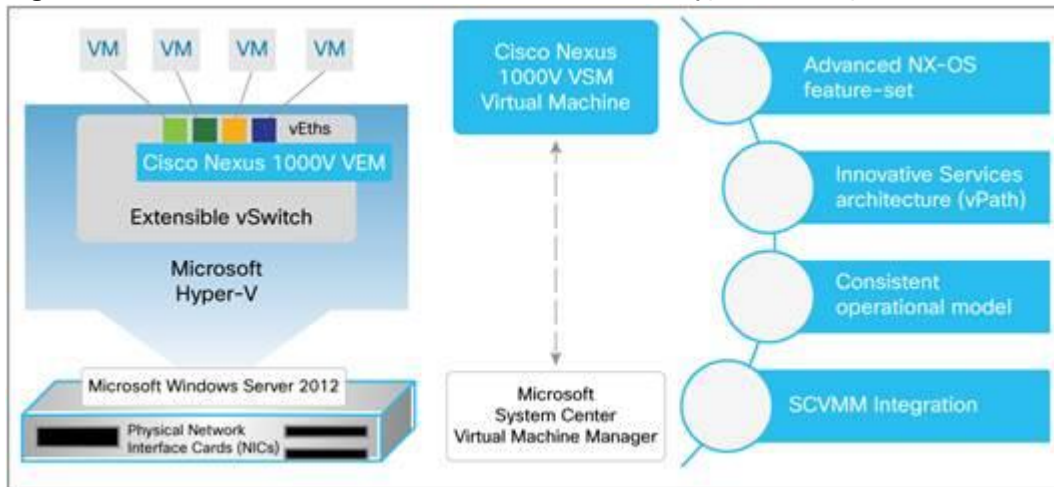 VM VM VM VM
vEths
Cisco Nexus 1000V VEM
Extensible vSwitch
Microsoft
Hyper-V
Microsoft Windows Server 2012
Physical Network
Interface Cards (NICs)
Cisco Nexus
1000V VSM
Virtual Machine
Microsoft
System Center
Virtual Machine Manager
Advanced NX-OS
feature-set
Innovative Services
architecture (vPath)
Consistent
operational model
SCVMM Integration